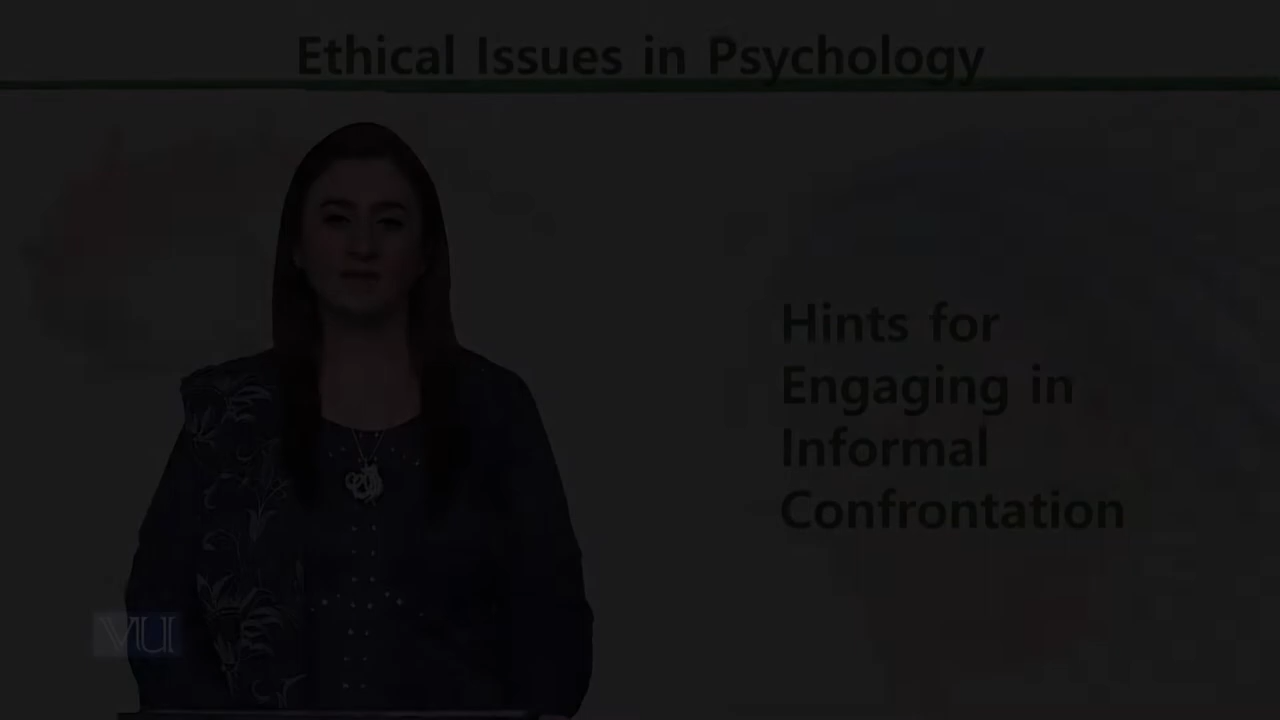 Ethical Issues in Psychology
Hints for
Engaging in
Informal
Confrontation
VU